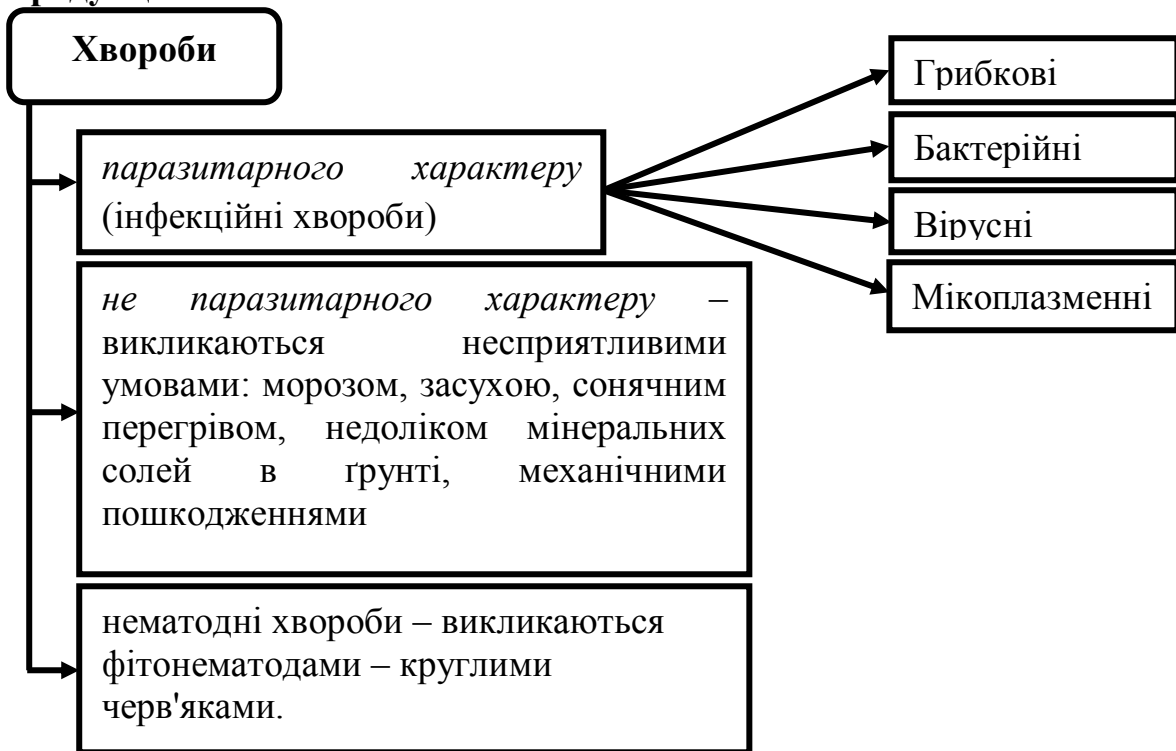 Хвороби
паразитарного характеру
(інфекційні хвороби)
Грибкові
Бактерійні
Вірусні
Мікоплазменні
не паразитарного характеру –
викликаються несприятливими
умовами: морозом, засухою, сонячним
перегрівом, недоліком мінеральних
солей в ґрунті, механічними
пошкодженнями
нематодні хвороби – викликаються
фітонематодами – круглими
черв'яками.